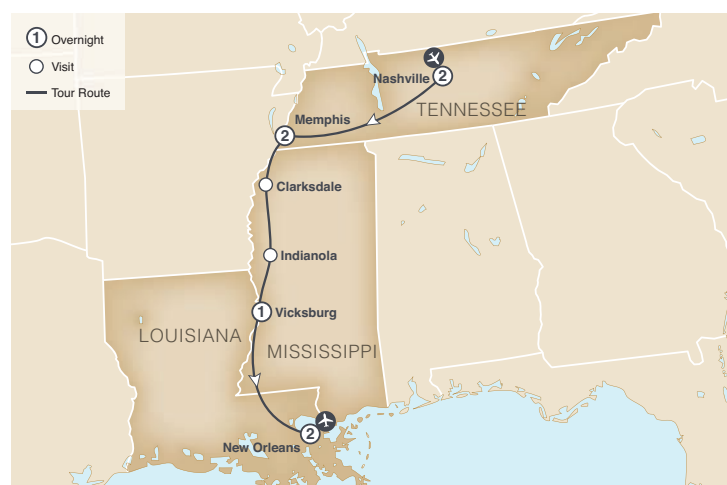 1 Overnight
Visit
Tour Route
Nashville
2
TENNESSEE
Memphis
2
Clarksdale
Indianola
1 Vicksburg
LOUISIANA
MISSISSIPPI
New Orleans 2